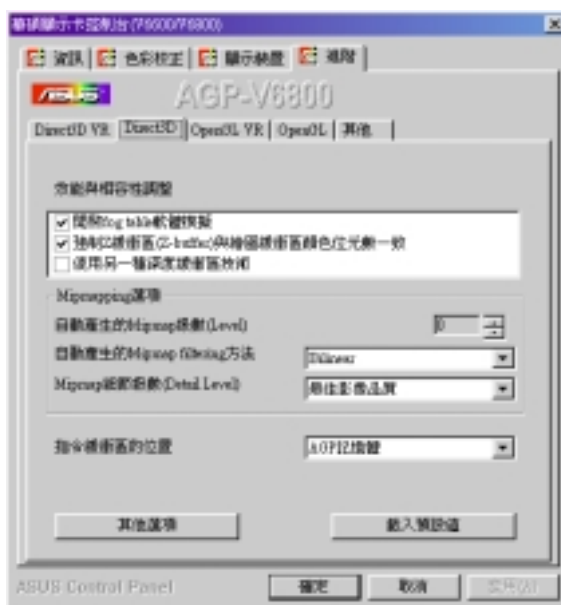 華碩顯示卡控制台(V6600/V6800)
資訊 色彩校正 顯示裝置 進階
ASUS AGP-V6800
Direct3D VR Direct3D OpenGL VR OpenGL 其他
效能與相容性調整
開啟fog table軟體模擬
強制Z緩衝區(Z-buffer)與繪圖緩衝區顏色位元數一致
使用另一種深度緩衝區技術
Mipmapping選項
自動產生的Mipmap級數(Level) 0
自動產生的Mipmap filtering方法 Bilinear
Mipmap細節級數(Detail Level) 最佳影像品質
指令緩衝區的位置 AGP記憶體
其他選項 載入預設值
ASUS Control Panel 確定 取消 套用(A)